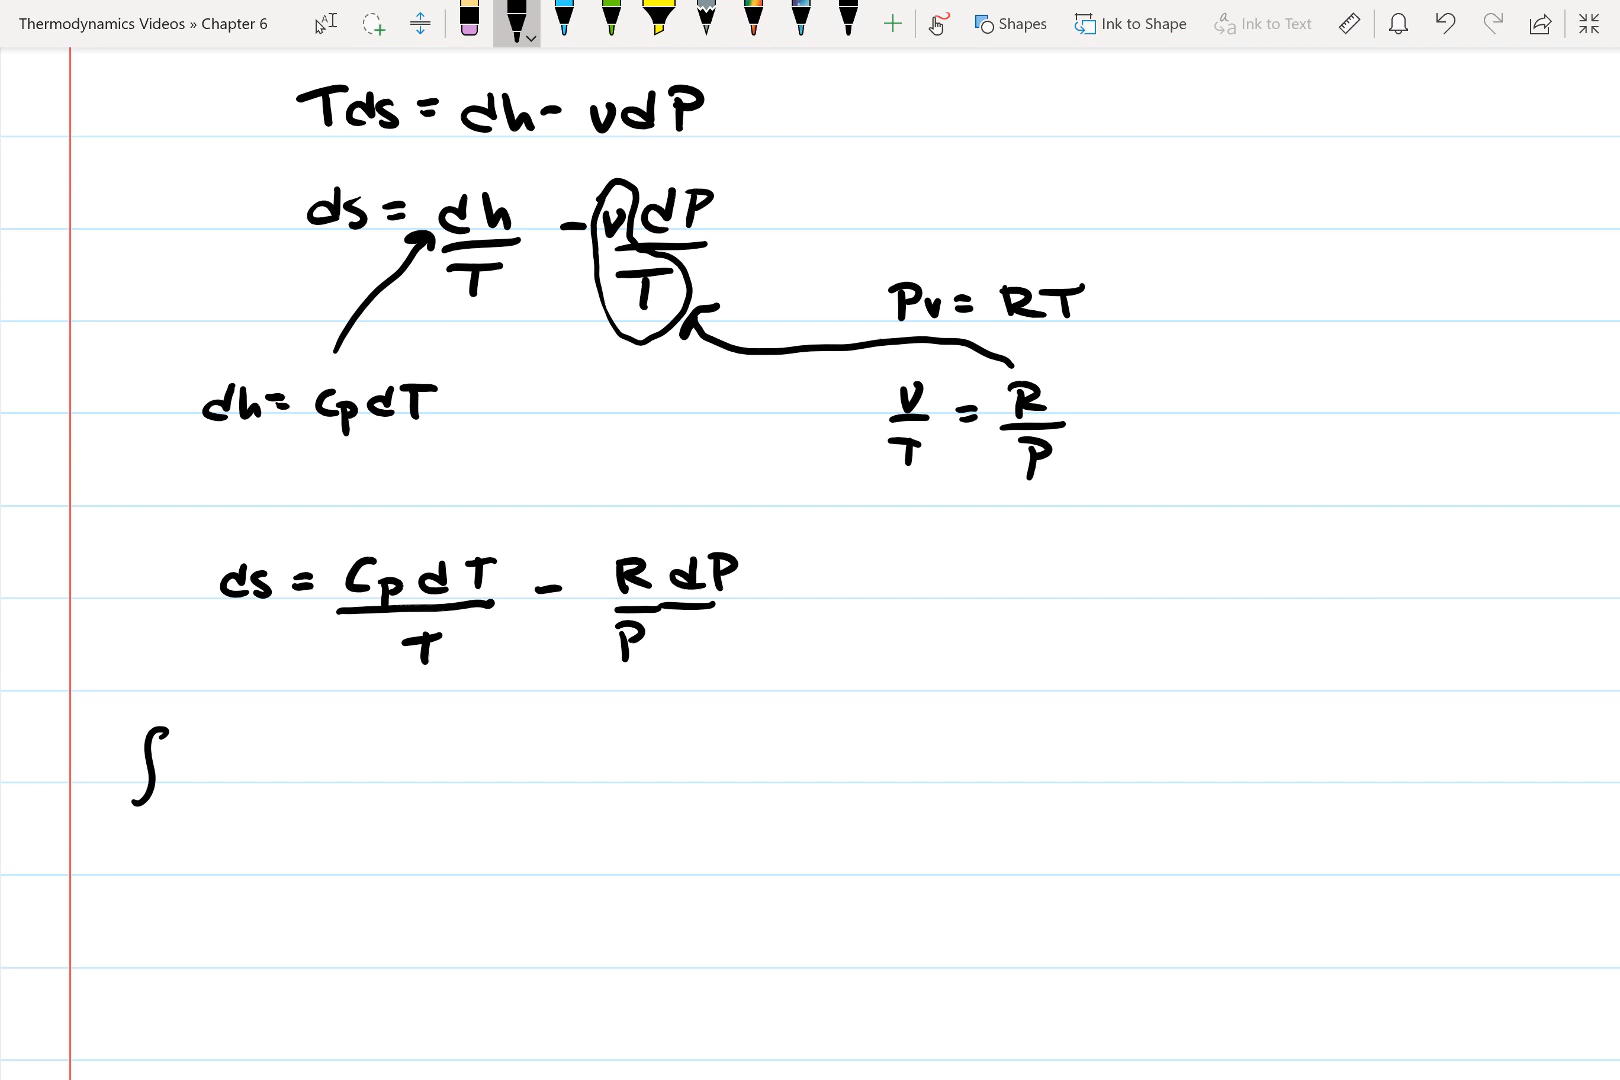 Thermodynamics Videos » Chapter 6
Shapes
Ink to Shape
Ink to Text
Tds = dh - vdP
ds = dh/T - vdP/T
Pv = RT
dh = CpdT
v/T = R/P
ds = CpdT/T - R dP/P
∫